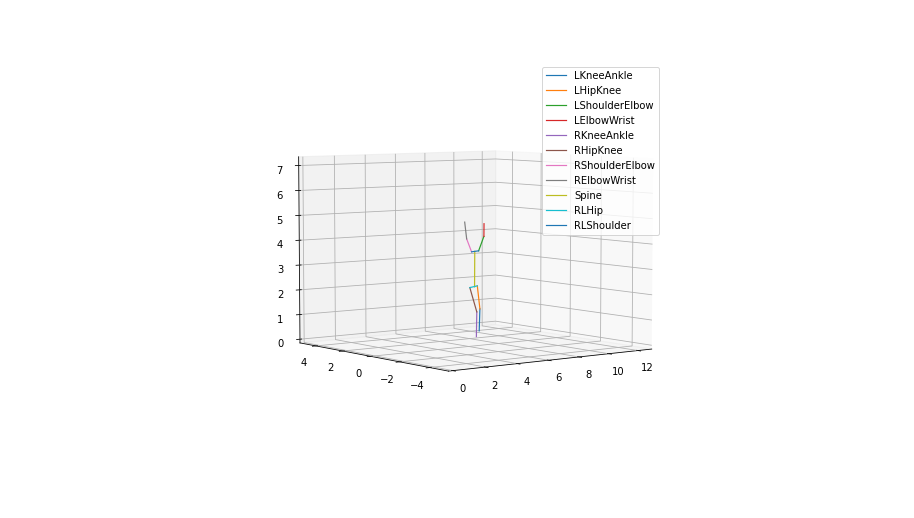 LKneeAnkle
LHipKnee
LShoulderElbow
LElbowWrist
RKneeAnkle
RHipKnee
RShoulderElbow
RElbowWrist
Spine
RLHip
RLShoulder
7
6
5
4
3
2
1
0
4
2
0
−2
−4
0
2
4
6
8
10
12